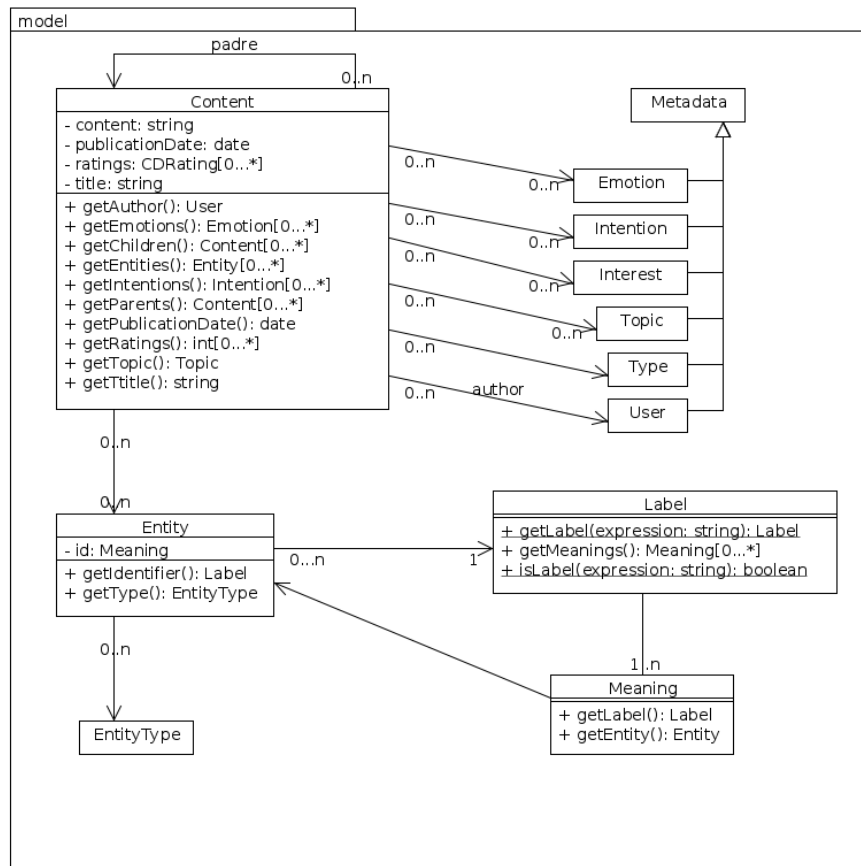 model
padre
0..n
Content
- content: string
- publicationDate: date
- ratings: CDRating[0...*]
- title: string
+ getAuthor(): User
+ getEmotions(): Emotion[0...*]
+ getChildren(): Content[0...*]
+ getEntities(): Entity[0...*]
+ getIntentions(): Intention[0...*]
+ getParents(): Content[0...*]
+ getPublicationDate(): date
+ getRatings(): int[0...*]
+ getTopic(): Topic
+ getTtitle(): string
Metadata
0..n
0..n
Emotion
0..n
0..n
Intention
0..n
0..n
Interest
0..n
0..n
Topic
0..n
Type
0..n
author
User
0..n
0..n
Entity
- id: Meaning
+ getIdentifier(): Label
+ getType(): EntityType
0...n
1
Label
+ getLabel(expression: string): Label
+ getMeanings(): Meaning[0...*]
+ isLabel(expression: string): boolean
0..n
EntityType
1..n
Meaning
+ getLabel(): Label
+ getEntity(): Entity